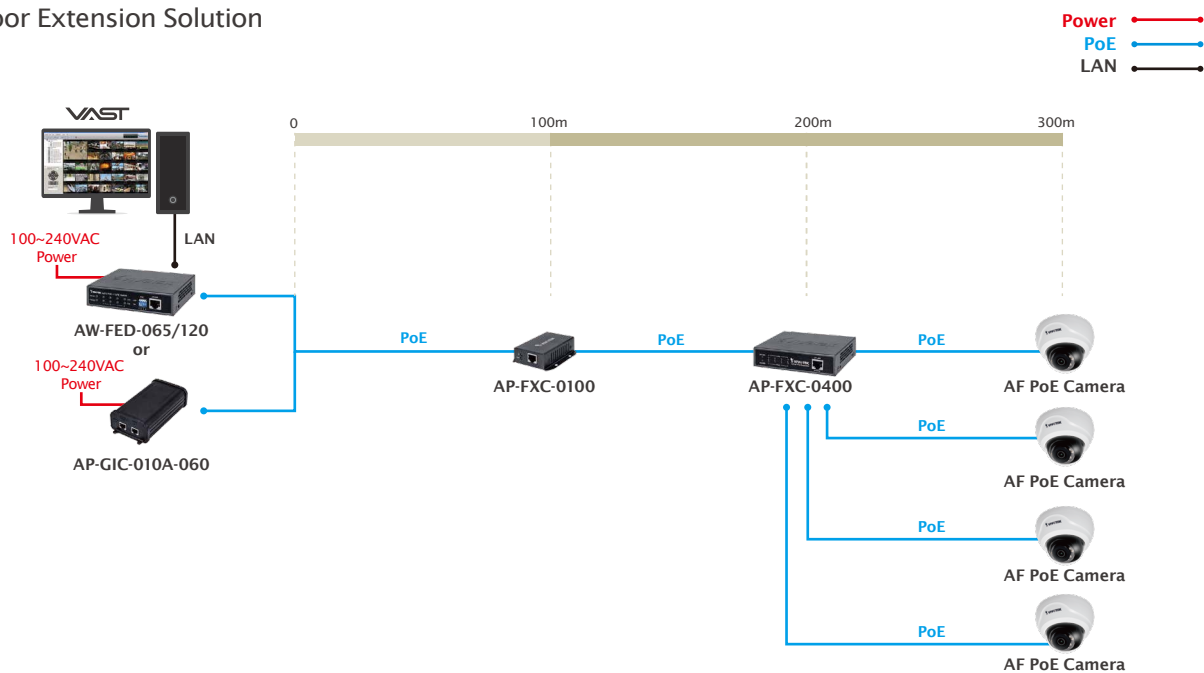 oor Extension Solution
Power
PoE
LAN
VAST
0
100m
200m
300m
100~240VAC
Power
LAN
AW-FED-065/120
or
100~240VAC
Power
AP-GIC-010A-060
PoE
AP-FXC-0100
PoE
AP-FXC-0400
PoE
AF PoE Camera
PoE
AF PoE Camera
PoE
AF PoE Camera
PoE
AF PoE Camera